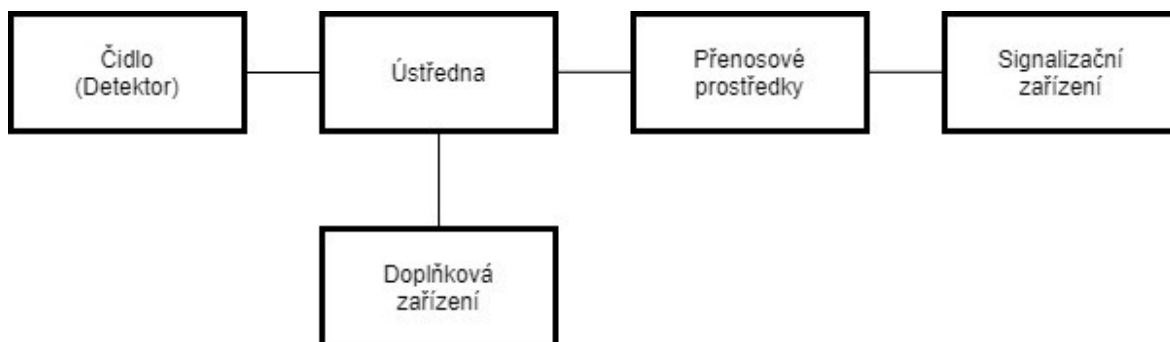 Čidlo
(Detektor)
Ústředna
Přenosové
prostředky
Signalizační
zařízení
Doplňková
zařízení